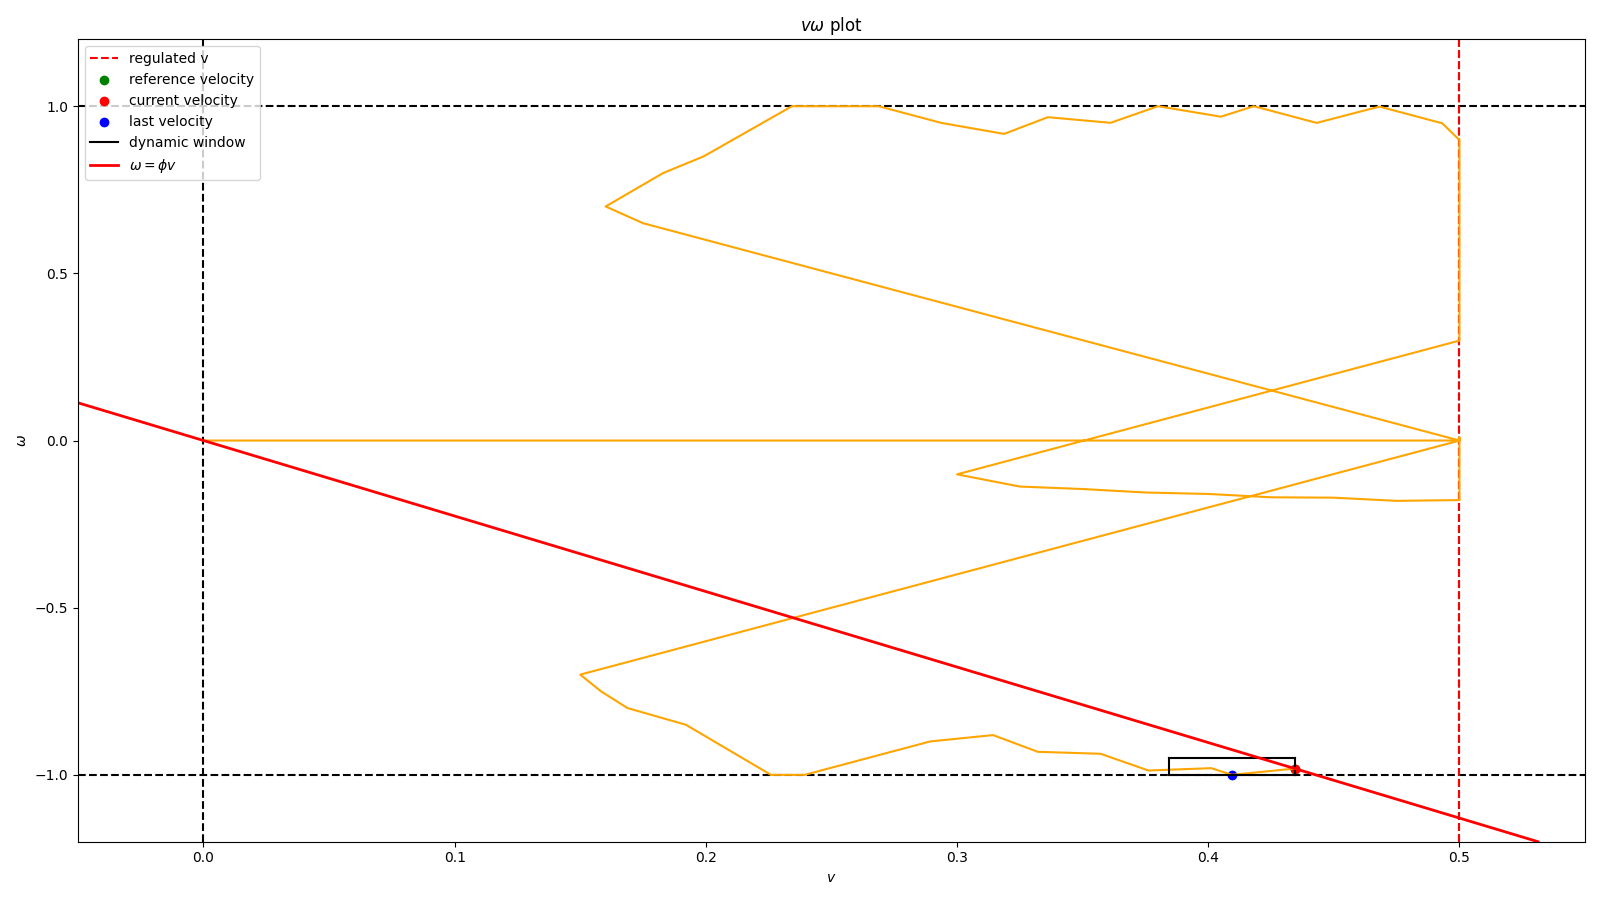 vω plot
regulated v
reference velocity
current velocity
last velocity
dynamic window
ω = ϕv
1.0
0.5
0.0
−0.5
−1.0
ω
0.0 0.1 0.2 0.3 0.4 0.5
v